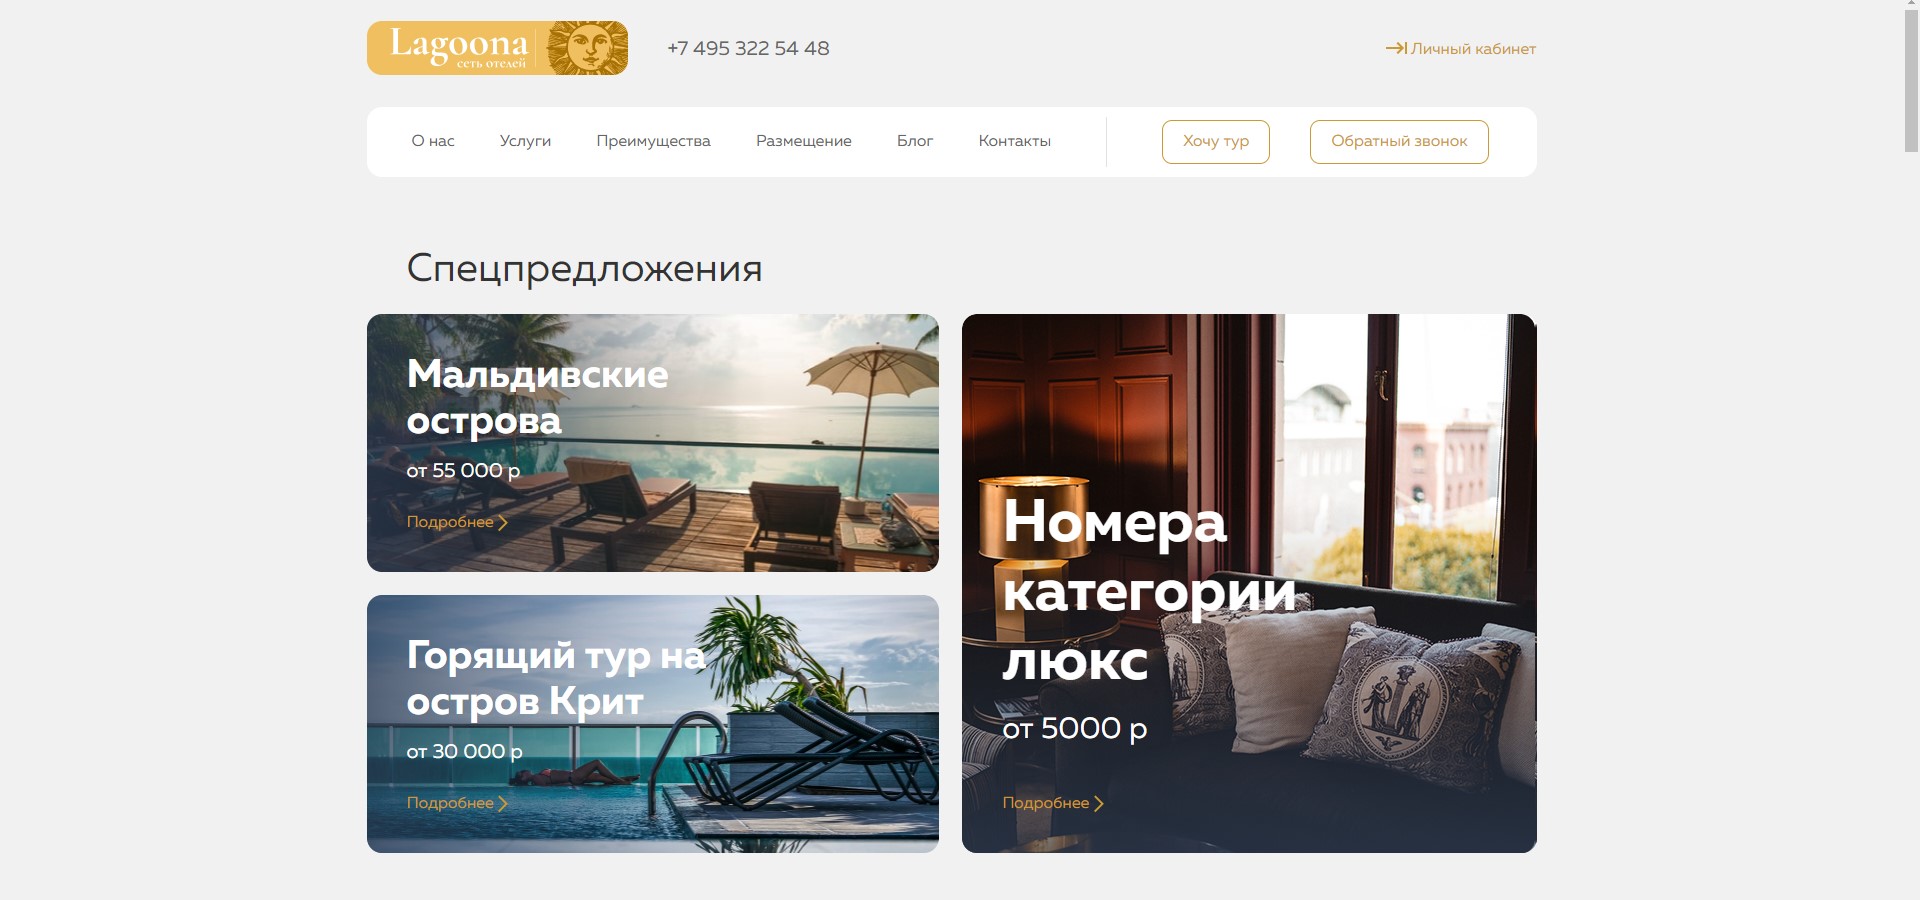 Lagoona
сеть отелей
+7 495 322 54 48
Личный кабинет
О нас Услуги Преимущества Размещение Блог Контакты Хочу тур Обратный звонок
Спецпредложения
Мальдивские
острова
от 55 000 р
Подробнее
Горящий тур на
остров Крит
от 30 000 р
Подробнее
Номера
категории
люкс
от 5000 р
Подробнее